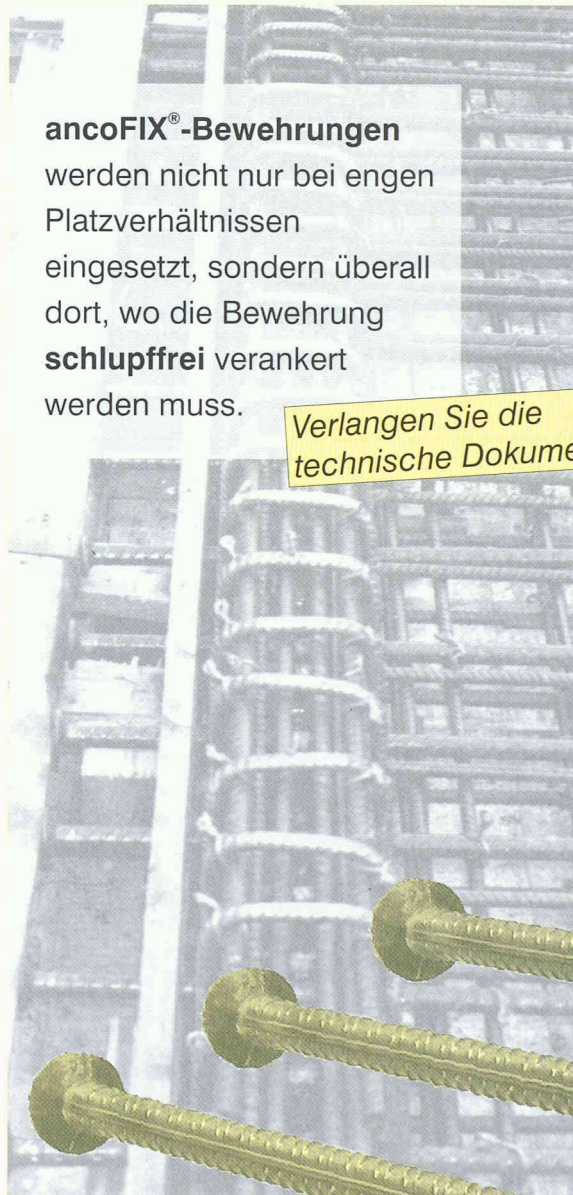 ancoFIX®-Bewehrungen
werden nicht nur bei engen
Platzverhältnissen
eingesetzt, sondern überall
dort, wo die Bewehrung
schlupffrei verankert
werden muss.
Verlangen Sie die
technische